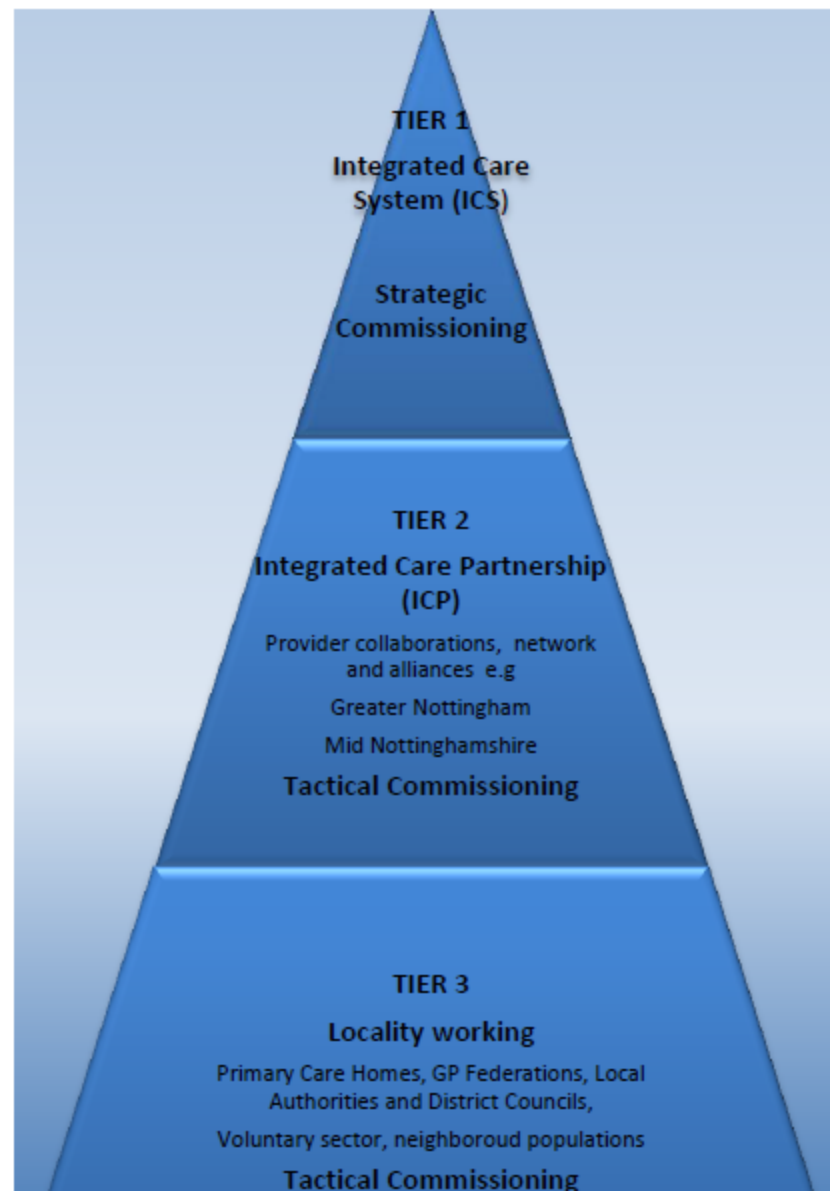 TIER 1
Integrated Care
System (ICS)
Strategic
Commissioning
TIER 2
Integrated Care Partnership
(ICP)
Provider collaborations, network
and alliances e.g
Greater Nottingham
Mid Nottinghamshire
Tactical Commissioning
TIER 3
Locality working
Primary Care Homes, GP Federations, Local
Authorities and District Councils,
Voluntary sector, neighboroud populations
Tactical Commissioning